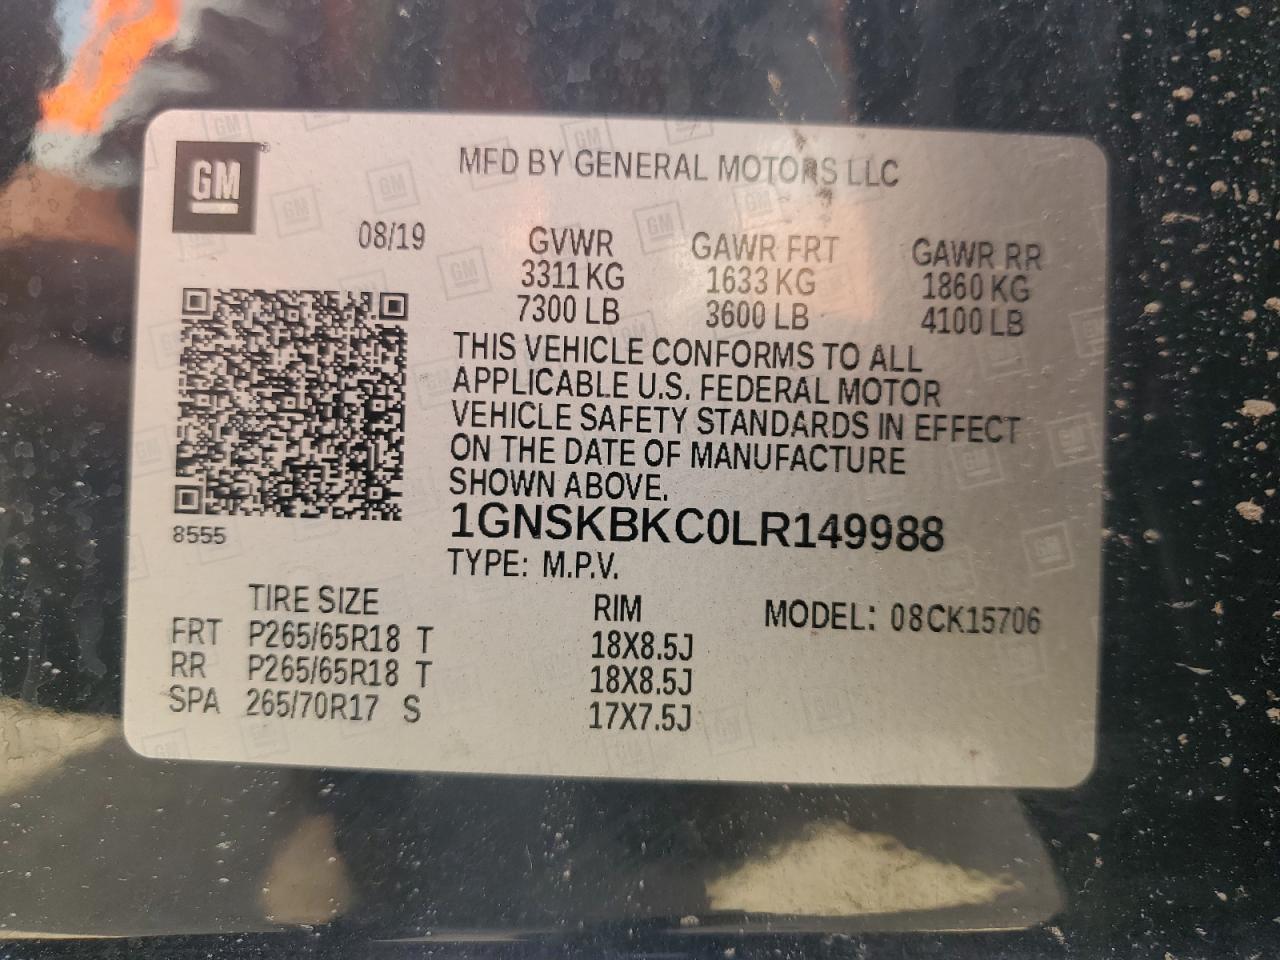 GM
MFD BY GENERAL MOTORS LLC
08/19
GVWR GAWR FRT GAWR RR
3311 KG 1633 KG 1860 KG
7300 LB 3600 LB 4100 LB
THIS VEHICLE CONFORMS TO ALL
APPLICABLE U.S. FEDERAL MOTOR
VEHICLE SAFETY STANDARDS IN EFFECT
ON THE DATE OF MANUFACTURE
SHOWN ABOVE.
8555
1GNSKBKC0LR149988
TYPE: M.P.V.
TIRE SIZE RIM MODEL: 08CK15706
FRT P265/65R18 T 18X8.5J
RR P265/65R18 T 18X8.5J
SPA 265/70R17 S 17X7.5J